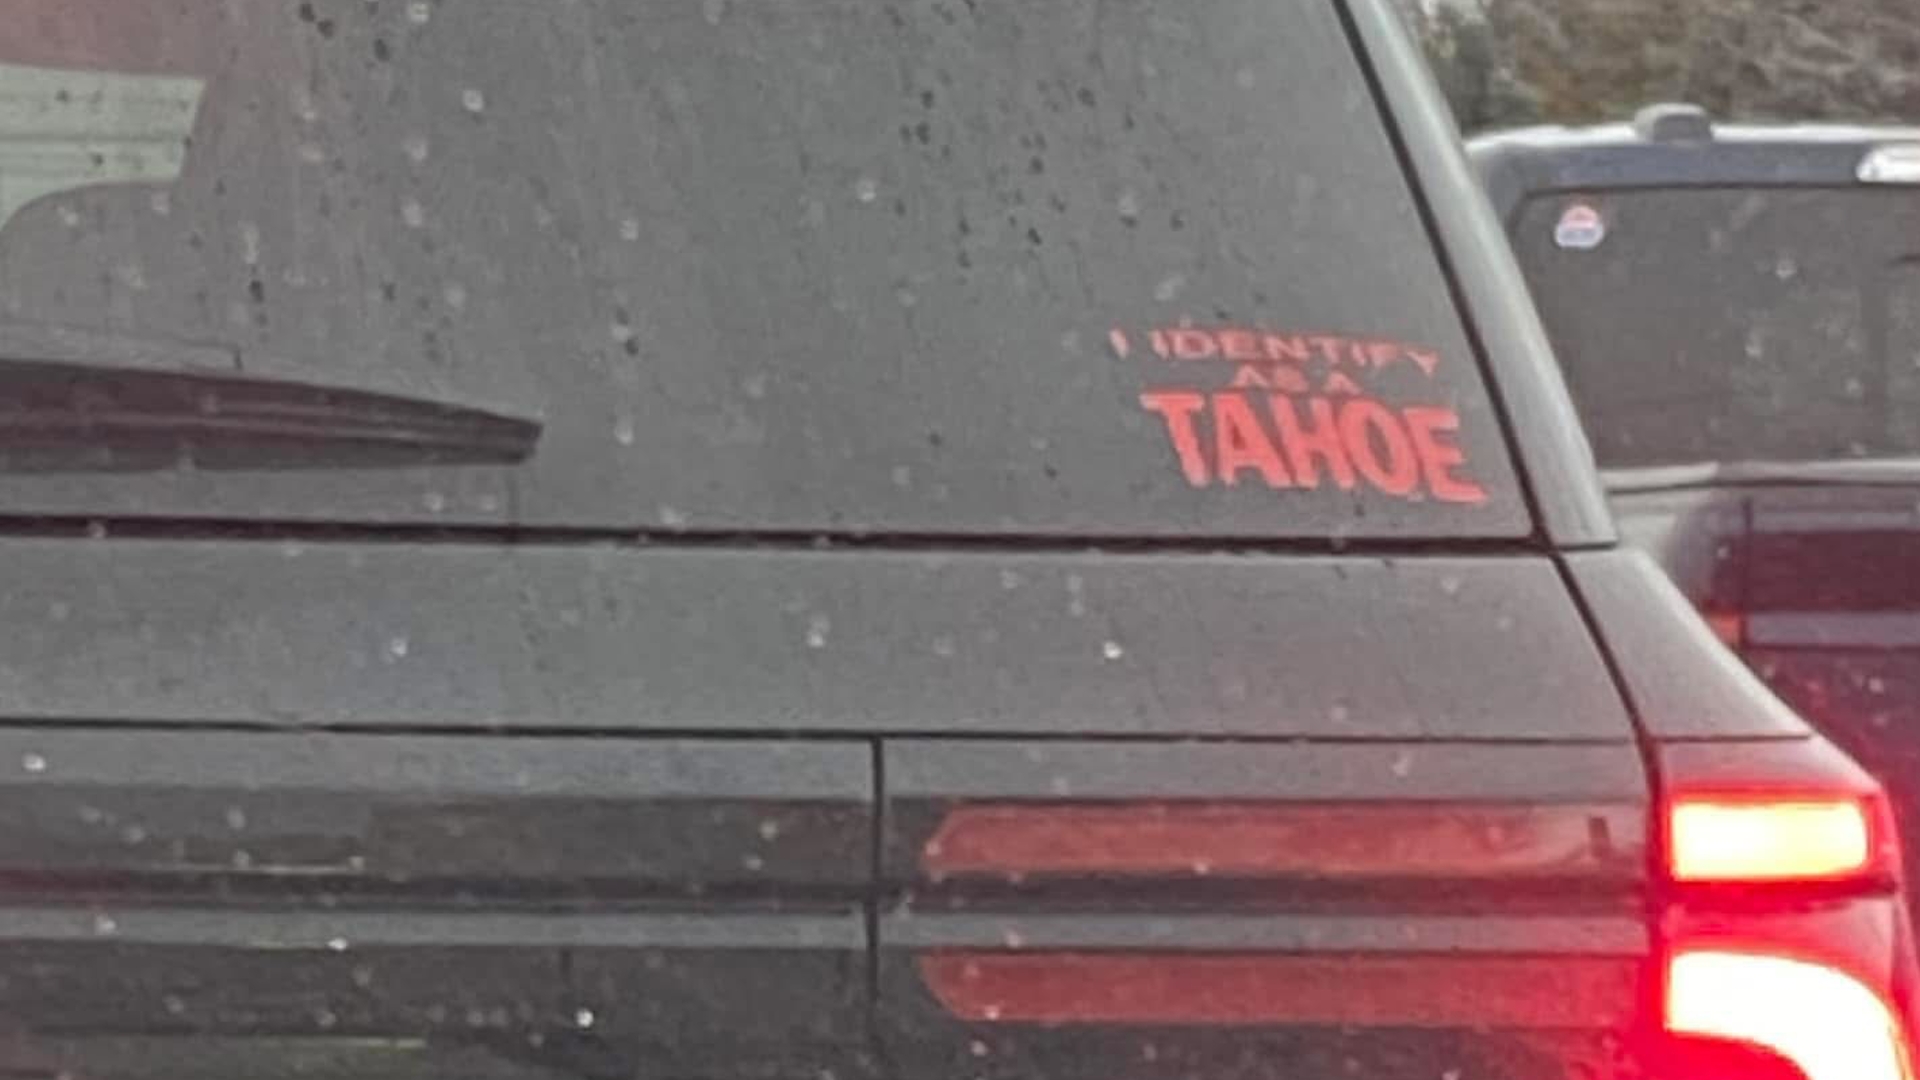 I IDENTIFY
AS A
TAHOE